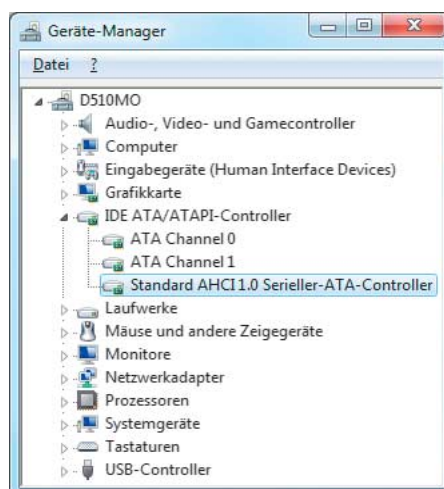 Geräte-Manager
Datei ?
D510MO
Audio-, Video- und Gamecontroller
Computer
Eingabegeräte (Human Interface Devices)
Grafikkarte
IDE ATA/ATAPI-Controller
ATA Channel 0
ATA Channel 1
Standard AHCI 1.0 Serieller-ATA-Controller
Laufwerke
Mäuse und andere Zeigegeräte
Monitore
Netzwerkadapter
Prozessoren
Systemgeräte
Tastaturen
USB-Controller